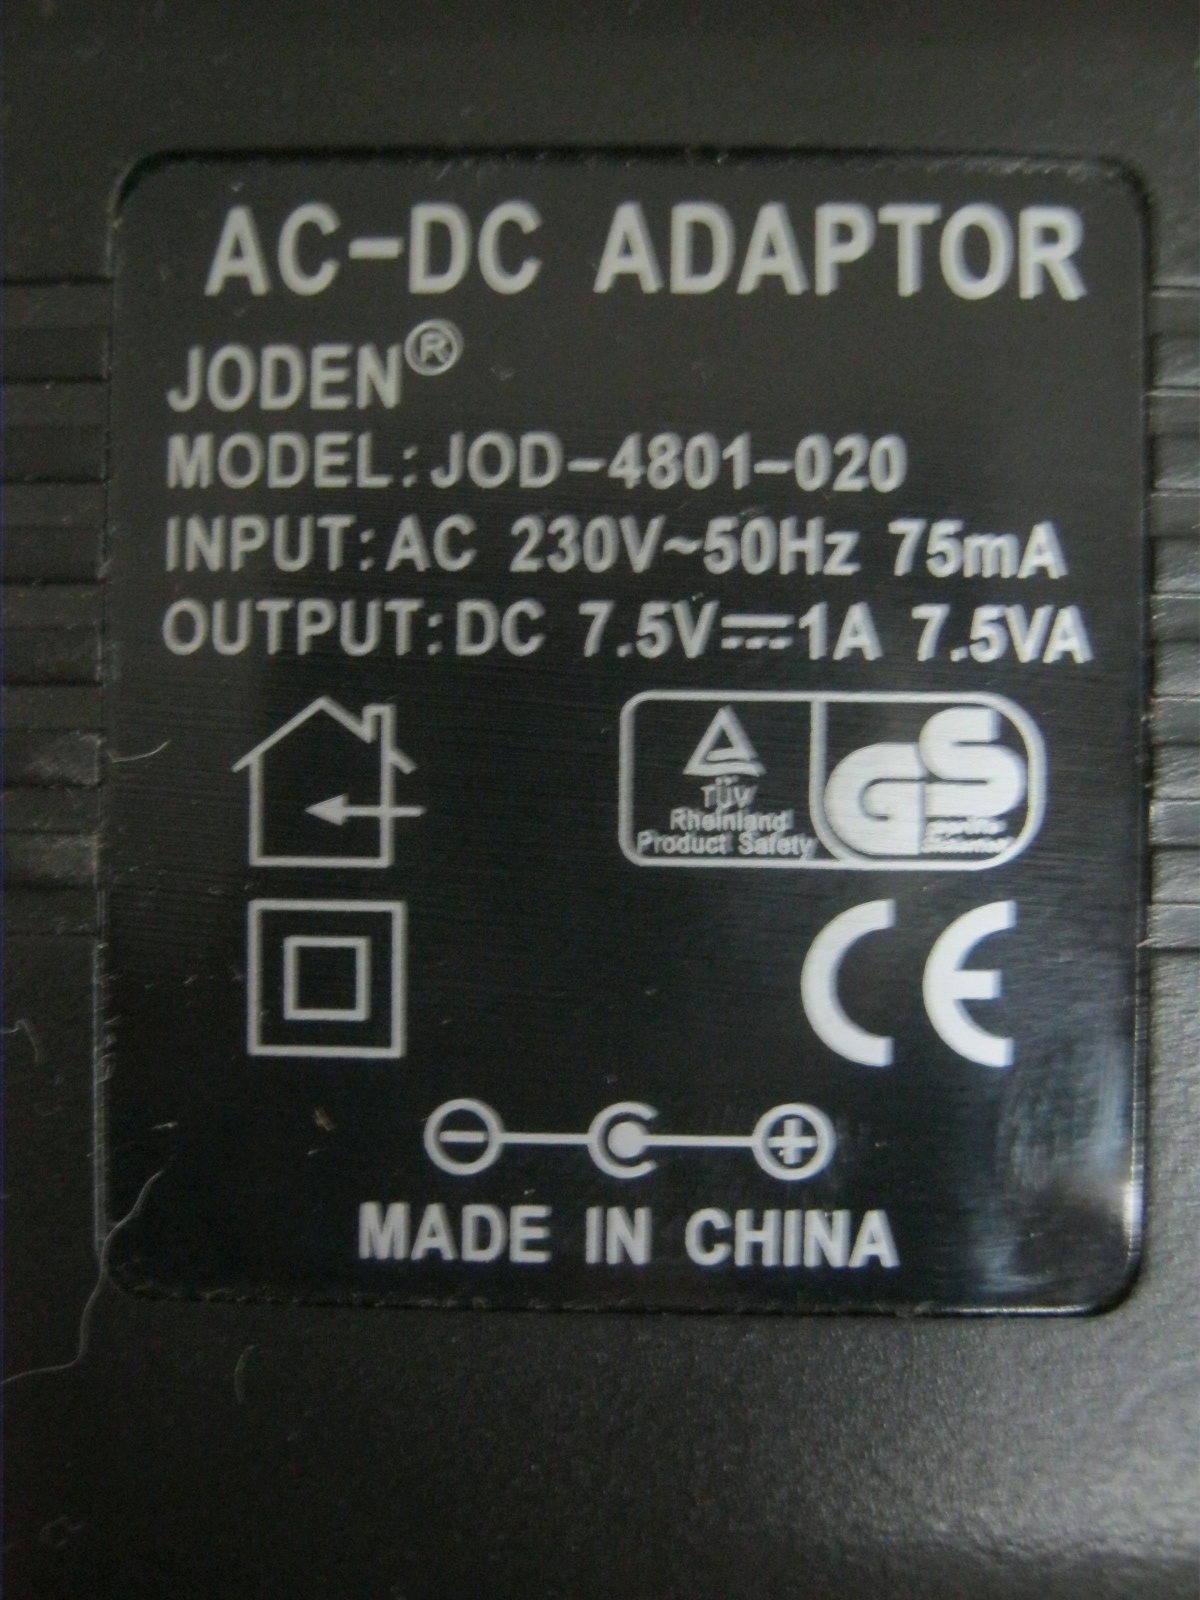 AC-DC ADAPTOR
JODEN®
MODEL: JOD-4801-020
INPUT: AC 230V~50Hz 75mA
OUTPUT: DC 7.5V⎓1A 7.5VA
TÜV
Rheinland
Product Safety
GS
CE
MADE IN CHINA